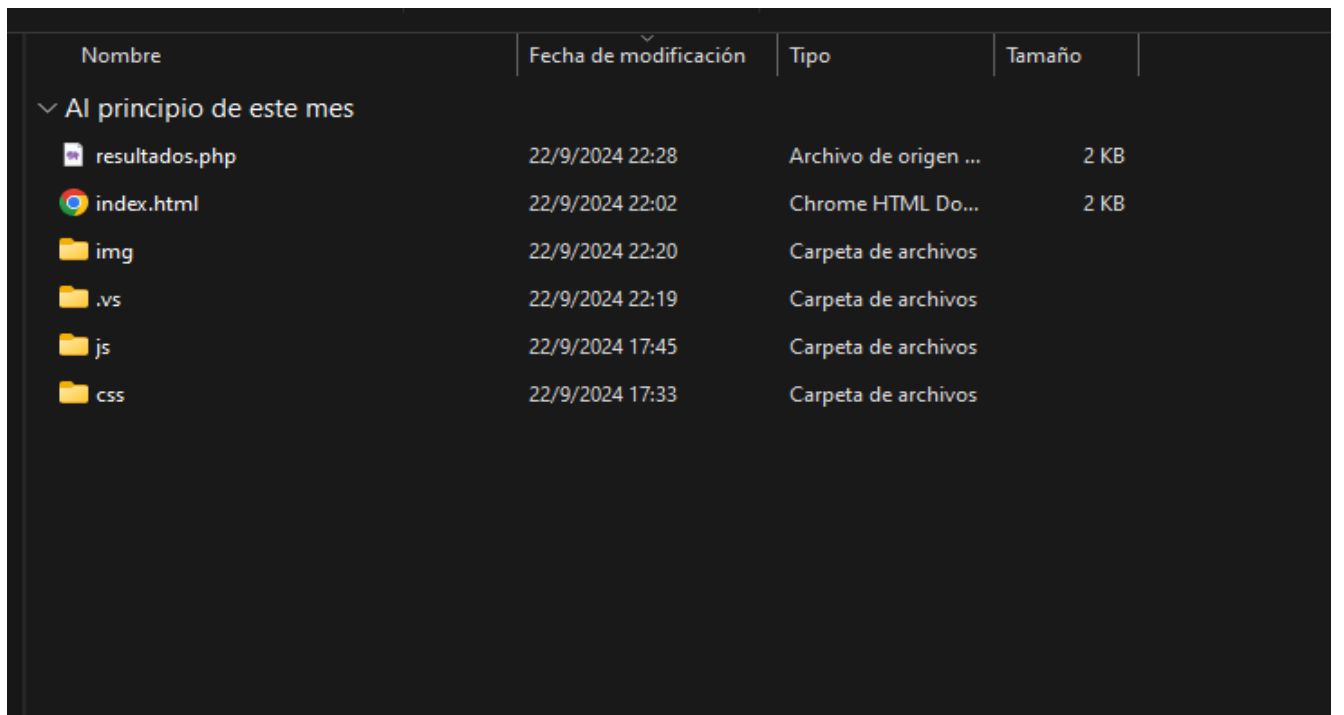 Nombre Fecha de modificación Tipo Tamaño
Al principio de este mes
resultados.php 22/9/2024 22:28 Archivo de origen ... 2 KB
index.html 22/9/2024 22:02 Chrome HTML Do... 2 KB
img 22/9/2024 22:20 Carpeta de archivos
.vs 22/9/2024 22:19 Carpeta de archivos
js 22/9/2024 17:45 Carpeta de archivos
css 22/9/2024 17:33 Carpeta de archivos